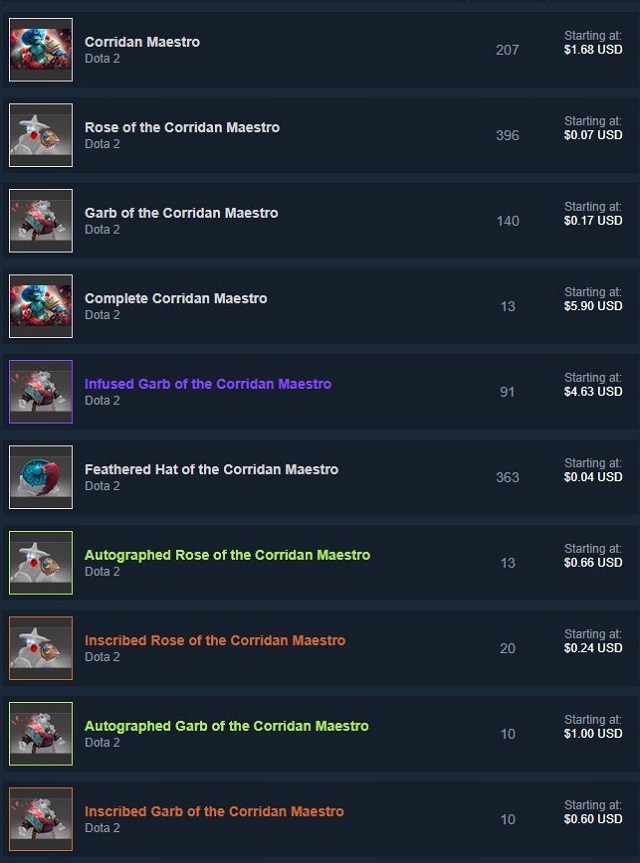 Corridan Maestro
Dota 2
207
Starting at:
$1.68 USD
Rose of the Corridan Maestro
Dota 2
396
Starting at:
$0.07 USD
Garb of the Corridan Maestro
Dota 2
140
Starting at:
$0.17 USD
Complete Corridan Maestro
Dota 2
13
Starting at:
$5.90 USD
Infused Garb of the Corridan Maestro
Dota 2
91
Starting at:
$4.63 USD
Feathered Hat of the Corridan Maestro
Dota 2
363
Starting at:
$0.04 USD
Autographed Rose of the Corridan Maestro
Dota 2
13
Starting at:
$0.66 USD
Inscribed Rose of the Corridan Maestro
Dota 2
20
Starting at:
$0.24 USD
Autographed Garb of the Corridan Maestro
Dota 2
10
Starting at:
$1.00 USD
Inscribed Garb of the Corridan Maestro
Dota 2
10
Starting at:
$0.60 USD